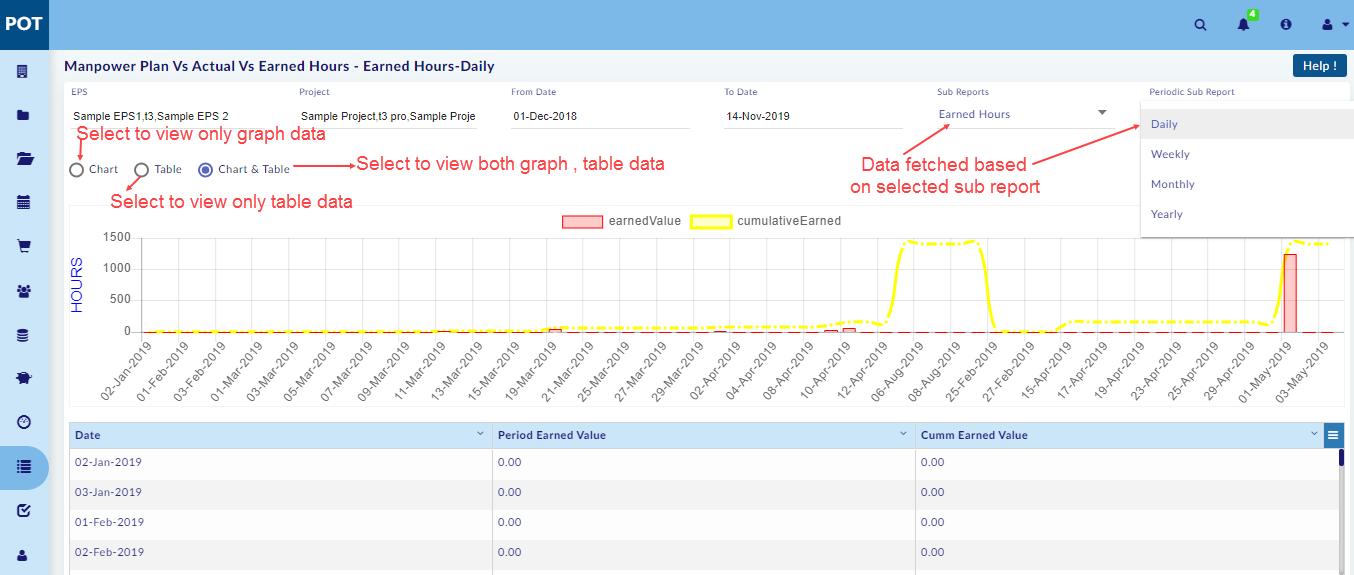 POT
4
Manpower Plan Vs Actual Vs Earned Hours - Earned Hours-Daily
Help !
EPS
Project
From Date
To Date
Sub Reports
Periodic Sub Report
Sample EPS1,t3,Sample EPS 2
Sample Project,t3 pro,Sample Proje
01-Dec-2018
14-Nov-2019
Earned Hours
Daily
Weekly
Monthly
Yearly
Select to view only graph data
Chart
Table
Chart & Table
Select to view both graph , table data
Data fetched based
on selected sub report
Select to view only table data
earnedValue
cumulativeEarned
HOURS
1500
1000
500
0
02-Jan-2019
01-Feb-2019
03-Feb-2019
01-Mar-2019
03-Mar-2019
05-Mar-2019
07-Mar-2019
09-Mar-2019
11-Mar-2019
13-Mar-2019
15-Mar-2019
19-Mar-2019
21-Mar-2019
25-Mar-2019
27-Mar-2019
29-Mar-2019
02-Apr-2019
04-Apr-2019
08-Apr-2019
10-Apr-2019
12-Apr-2019
06-Aug-2019
08-Aug-2019
25-Feb-2019
27-Feb-2019
15-Apr-2019
17-Apr-2019
19-Apr-2019
23-Apr-2019
25-Apr-2019
29-Apr-2019
01-May-2019
03-May-2019
Date
Period Earned Value
Cumm Earned Value
02-Jan-2019
0.00
0.00
03-Jan-2019
0.00
0.00
01-Feb-2019
0.00
0.00
02-Feb-2019
0.00
0.00